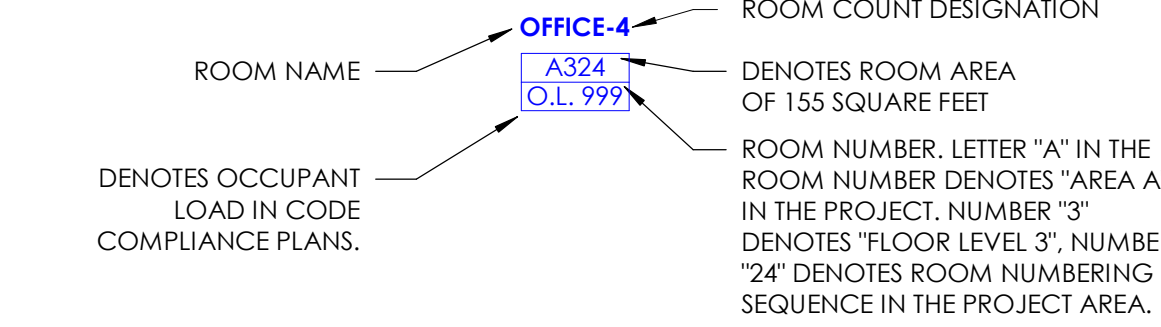 ROOM COUNT DESIGNATION
OFFICE-4
ROOM NAME
A324
O.L. 999
DENOTES ROOM AREA
OF 155 SQUARE FEET
DENOTES OCCUPANT
LOAD IN CODE
COMPLIANCE PLANS.
ROOM NUMBER. LETTER "A" IN THE
ROOM NUMBER DENOTES "AREA A
IN THE PROJECT. NUMBER "3"
DENOTES "FLOOR LEVEL 3", NUMBE
"24" DENOTES ROOM NUMBERING
SEQUENCE IN THE PROJECT AREA.